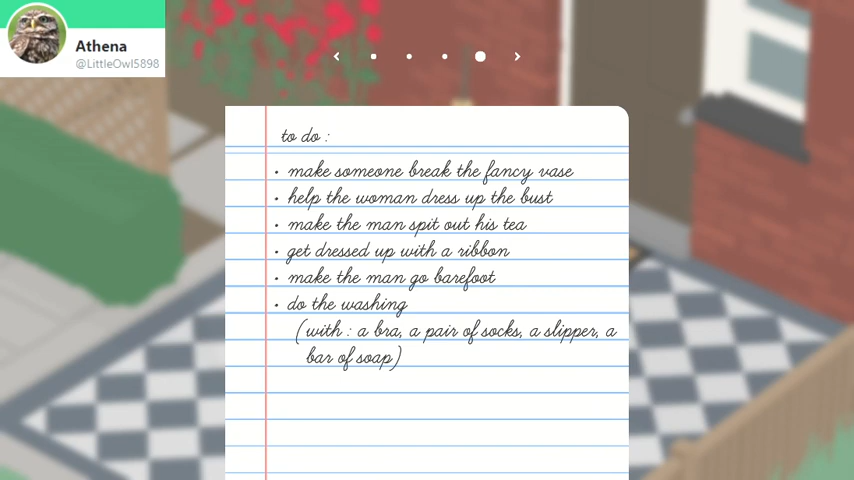 Athena
@LittleOwl5898
to do :
• make someone break the fancy vase
• help the woman dress up the bust
• make the man spit out his tea
• get dressed up with a ribbon
• make the man go barefoot
• do the washing
(with : a bra, a pair of socks, a slipper, a
bar of soap)